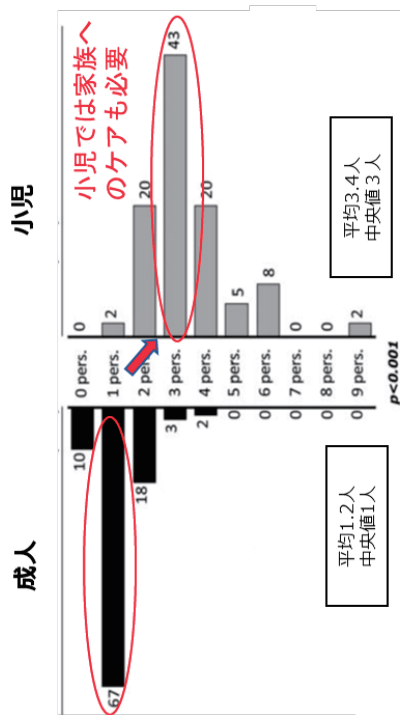 成人
小児
小児では家族へ
のケアも必要
10
67
18
3
2
0
0
0
0
0
0 pers.
1 pers.
2 pers.
3 pers.
4 pers.
5 pers.
6 pers.
7 pers.
8 pers.
9 pers.
0
2
20
43
20
5
8
0
0
2
平均1.2人
中央値1人
平均3.4人
中央値3人
p<0.001